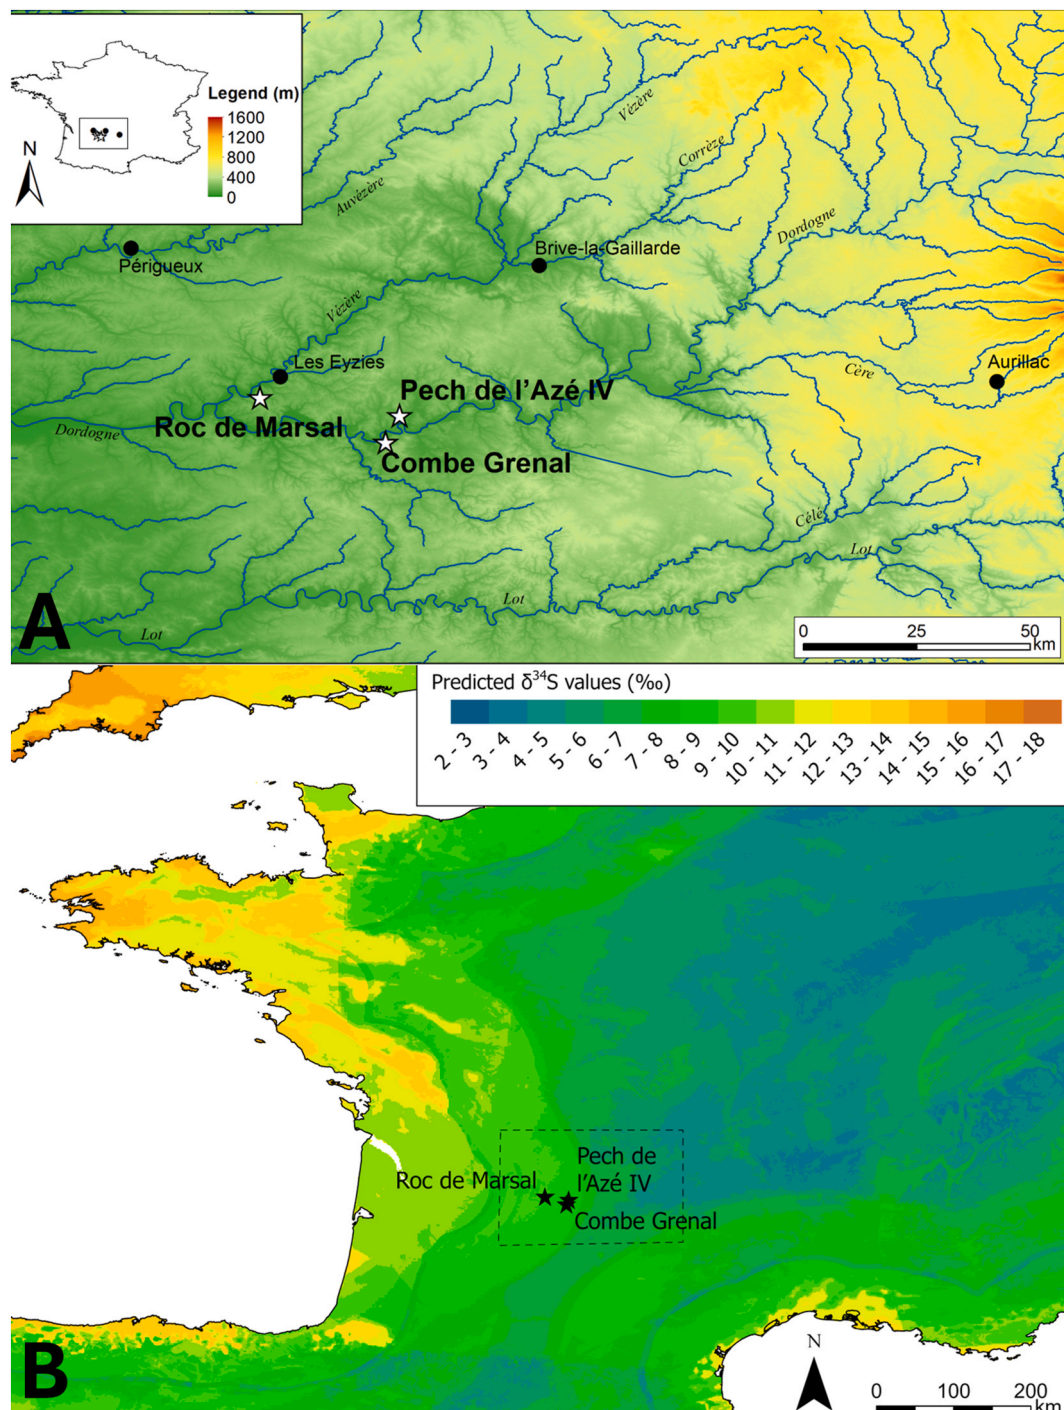 Legend (m)
1600
1200
800
400
0
N
Vézère
Corrèze
Auvézère
Dordogne
Périgueux
Brive-la-Gaillarde
Vézère
Les Eyzies
Aurillac
Cère
Pech de l'Azé IV
Roc de Marsal
Dordogne
Combe Grenal
Célé
Lot
Lot
Lot
A
0 25 50
km
Predicted δ³⁴S values (‰)
2 - 3
3 - 4
4 - 5
5 - 6
6 - 7
7 - 8
8 - 9
9 - 10
10 - 11
11 - 12
12 - 13
13 - 14
14 - 15
15 - 16
16 - 17
17 - 18
Pech de
l'Azé IV
Roc de Marsal
Combe Grenal
B
N
0 100 200
km